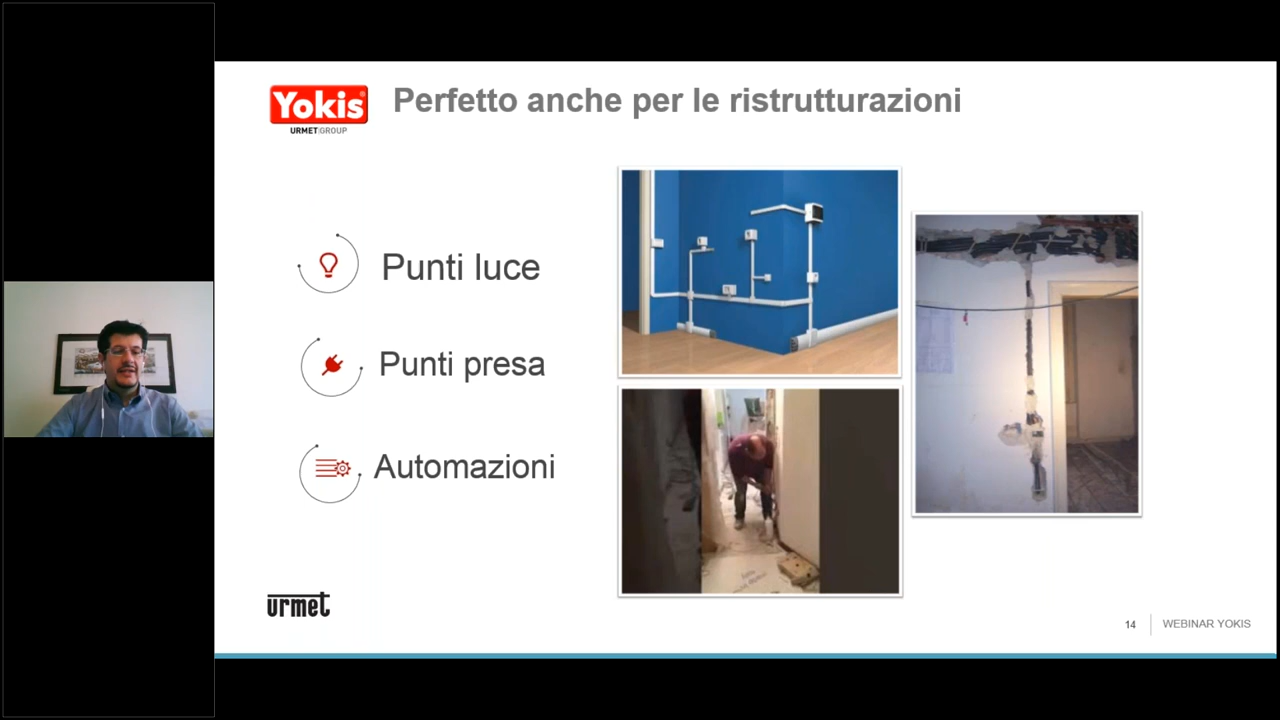 Yokis
URMET GROUP
Perfetto anche per le ristrutturazioni
Punti luce
Punti presa
Automazioni
urmet
14
WEBINAR YOKIS